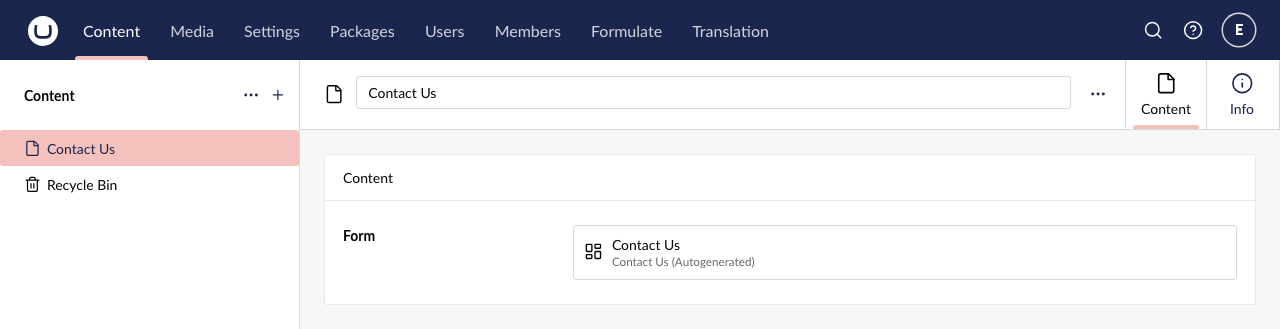 Content Media Settings Packages Users Members Formulate Translation E
Content
Contact Us
Recycle Bin
Contact Us
Content Info
Content
Form
Contact Us
Contact Us (Autogenerated)